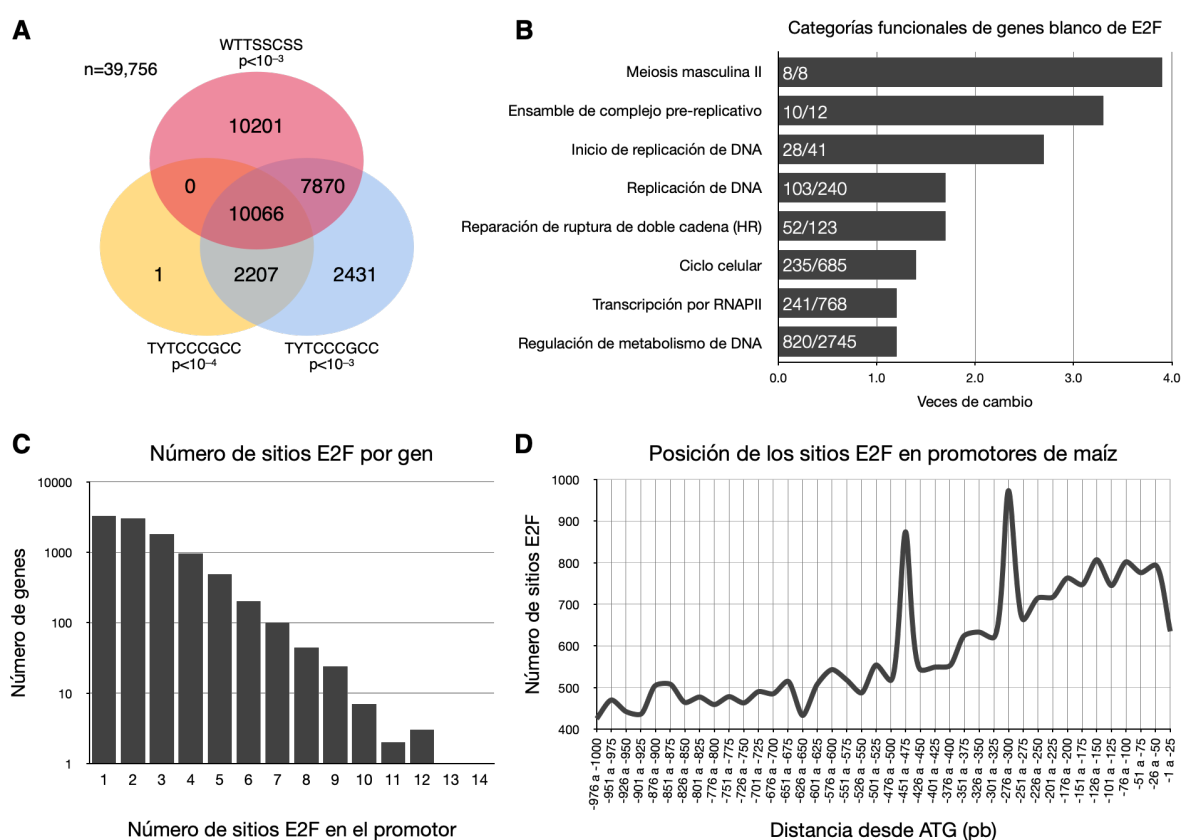 A
WTTSSCSS
p<10⁻³
n=39,756
10201
0
7870
10066
1
2207
2431
TYTCCCGCC
p<10⁻⁴
TYTCCCGCC
p<10⁻³
B
Categorías funcionales de genes blanco de E2F
Meiosis masculina II
8/8
Ensamble de complejo pre-replicativo
10/12
Inicio de replicación de DNA
28/41
Replicación de DNA
103/240
Reparación de ruptura de doble cadena (HR)
52/123
Ciclo celular
235/685
Transcripción por RNAPII
241/768
Regulación de metabolismo de DNA
820/2745
0.0
1.0
2.0
3.0
4.0
Veces de cambio
C
Número de sitios E2F por gen
Número de genes
10000
1000
100
10
1
1
2
3
4
5
6
7
8
9
10
11
12
13
14
Número de sitios E2F en el promotor
D
Posición de los sitios E2F en promotores de maíz
Número de sitios E2F
1000
900
800
700
600
500
400
-976 a -1000
-951 a -975
-926 a -950
-901 a -925
-876 a -900
-851 a -875
-826 a -850
-801 a -825
-776 a -800
-751 a -775
-726 a -750
-701 a -725
-676 a -700
-651 a -675
-626 a -650
-601 a -625
-576 a -600
-551 a -575
-526 a -550
-501 a -525
-476 a -500
-451 a -475
-426 a -450
-401 a -425
-376 a -400
-351 a -375
-326 a -350
-301 a -325
-276 a -300
-251 a -275
-226 a -250
-201 a -225
-176 a -200
-151 a -175
-126 a -150
-101 a -125
-76 a -100
-51 a -75
-26 a -50
-1 a -25
Distancia desde ATG (pb)